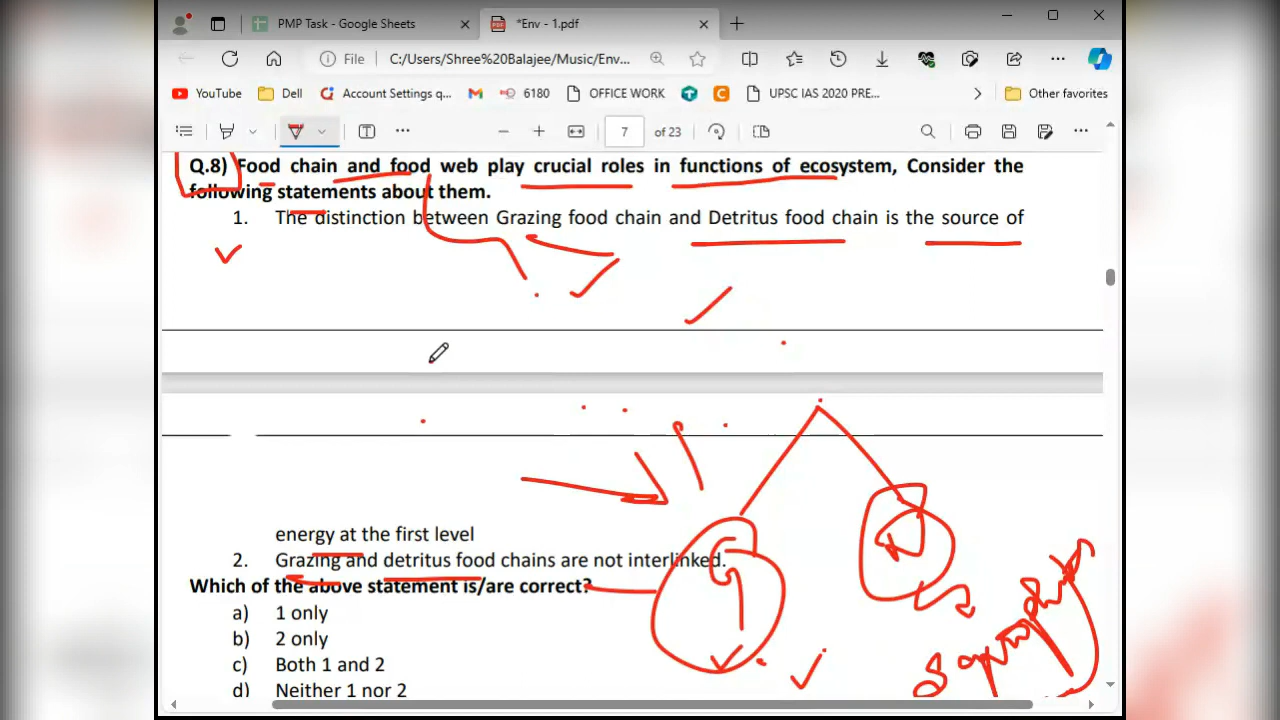 PMP Task - Google Sheets
*Env - 1.pdf
File
C:/Users/Shree%20Balajee/Music/Env...
YouTube
Dell
Account Settings q...
6180
OFFICE WORK
UPSC IAS 2020 PRE...
Other favorites
7 of 23
Q.8) Food chain and food web play crucial roles in functions of ecosystem, Consider the
following statements about them.
1. The distinction between Grazing food chain and Detritus food chain is the source of
energy at the first level
2. Grazing and detritus food chains are not interlinked.
Which of the above statement is/are correct?
a) 1 only
b) 2 only
c) Both 1 and 2
d) Neither 1 nor 2
G